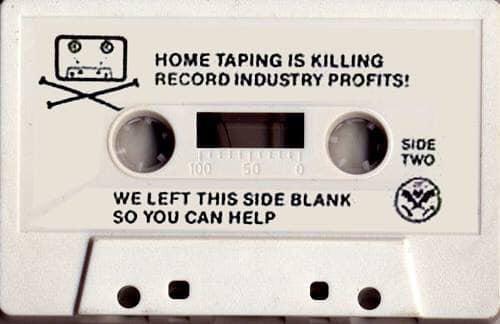 HOME TAPING IS KILLING
RECORD INDUSTRY PROFITS!
SIDE
TWO
100 50 0
WE LEFT THIS SIDE BLANK
SO YOU CAN HELP